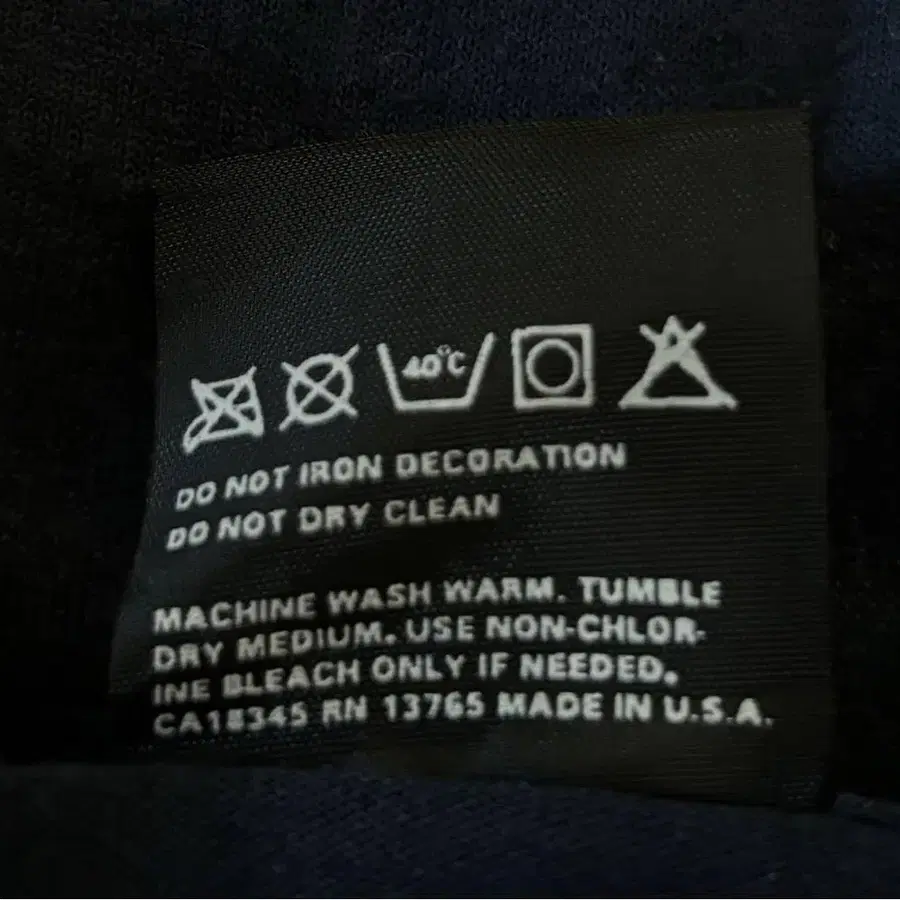 40°C
DO NOT IRON DECORATION
DO NOT DRY CLEAN
MACHINE WASH WARM. TUMBLE
DRY MEDIUM. USE NON-CHLOR-
INE BLEACH ONLY IF NEEDED.
CA18345 RN 13765 MADE IN U.S.A.